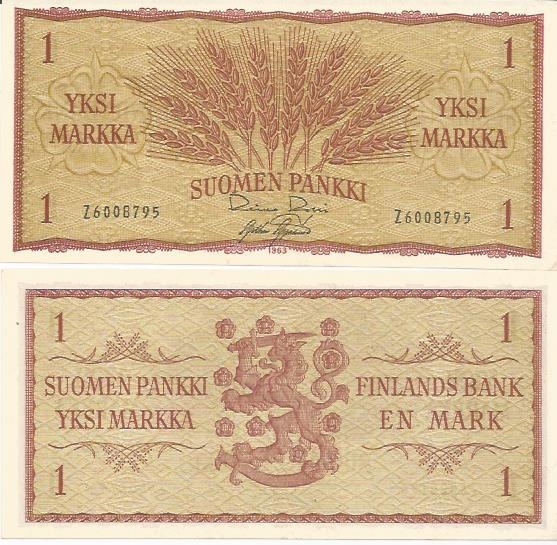 1 1
YKSI
MARKKA
YKSI
MARKKA
SUOMEN PANKKI
1 Z6008795 Z6008795 1
1963
1 1
SUOMEN PANKKI
YKSI MARKKA
FINLANDS BANK
EN MARK
1 1